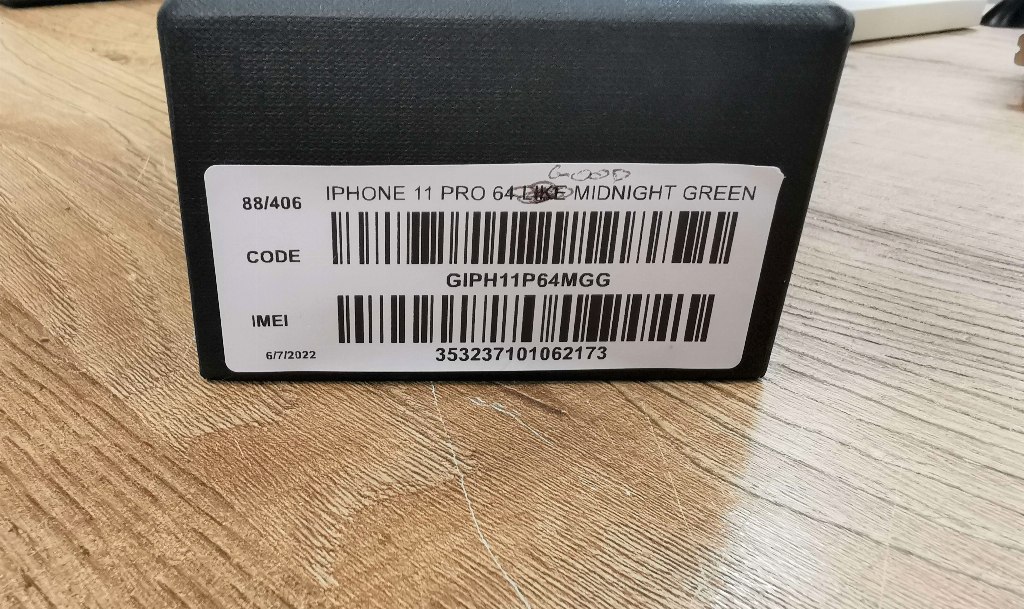 GOOD
88/406 IPHONE 11 PRO 64 LIKE MIDNIGHT GREEN
CODE
GIPH11P64MGG
IMEI
6/7/2022 353237101062173